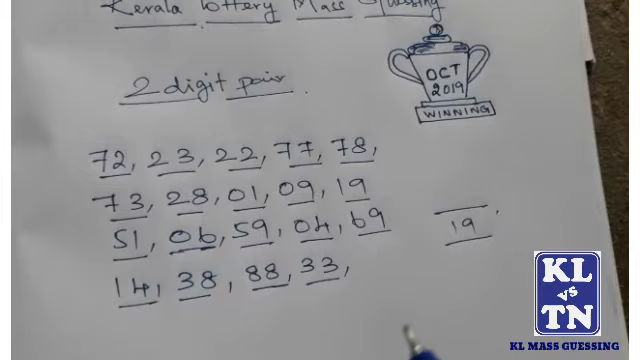 Kerala lottery Mass Guessing
2 digit pair.
OCT
2019
WINNING
72, 23, 22, 77, 78,
73, 28, 01, 09, 19
51, 06, 59, 04, 69
14, 38, 88, 33,
19
KL
VS
TN
KL MASS GUESSING